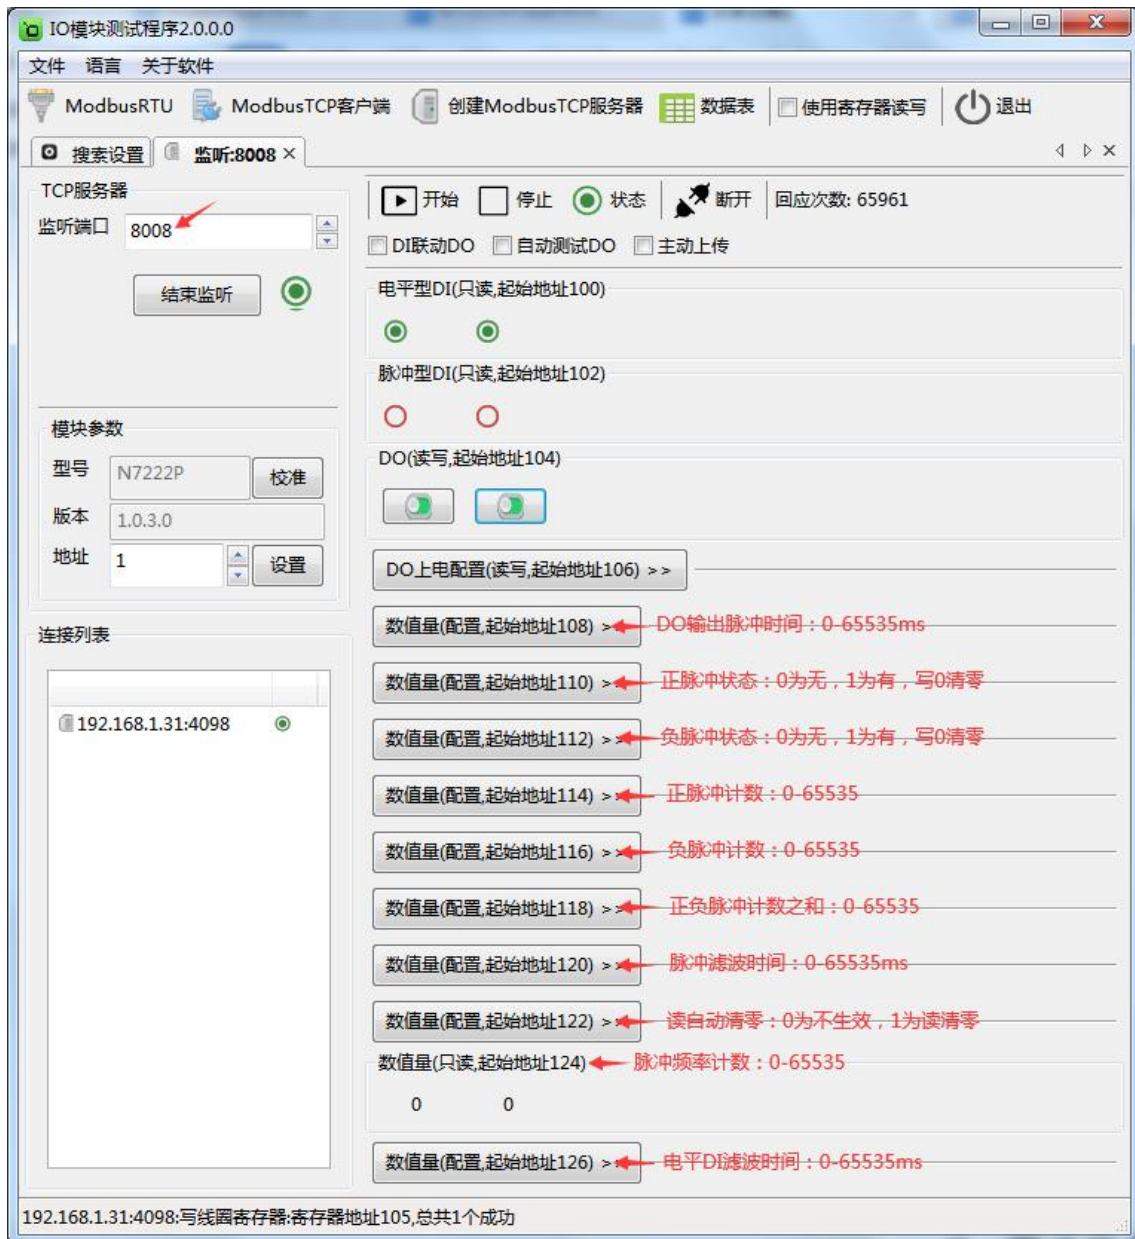 IO模块测试程序2.0.0.0
文件 语言 关于软件
ModbusRTU ModbusTCP客户端 创建ModbusTCP服务器 数据表 使用寄存器读写 退出
搜索设置 监听:8008
TCP服务器
监听端口 8008
结束监听
开始 停止 状态 断开 回应次数: 65961
DI联动DO 自动测试DO 主动上传
电平型DI(只读,起始地址100)
脉冲型DI(只读,起始地址102)
模块参数
型号 N7222P 校准
版本 1.0.3.0
地址 1 设置
DO(读写,起始地址104)
DO上电配置(读写,起始地址106) >>
连接列表
192.168.1.31:4098
数值量(配置,起始地址108) > DO输出脉冲时间：0-65535ms
数值量(配置,起始地址110) > 正脉冲状态：0为无，1为有，写0清零
数值量(配置,起始地址112) >> 负脉冲状态：0为无，1为有，写0清零
数值量(配置,起始地址114) >> 正脉冲计数：0-65535
数值量(配置,起始地址116) >> 负脉冲计数：0-65535
数值量(配置,起始地址118) >> 正负脉冲计数之和：0-65535
数值量(配置,起始地址120) >> 脉冲滤波时间：0-65535ms
数值量(配置,起始地址122) >> 读自动清零：0为不生效，1为读清零
数值量(只读,起始地址124) 脉冲频率计数：0-65535
0 0
数值量(配置,起始地址126) > 电平DI滤波时间：0-65535ms
192.168.1.31:4098:写线圈寄存器:寄存器地址105,总共1个成功